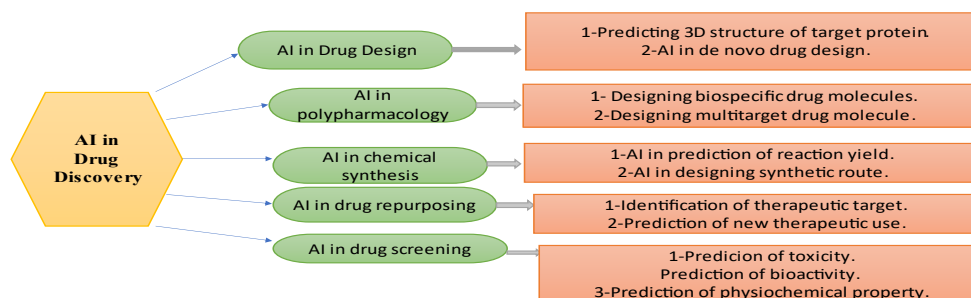 AI in
Drug
Discovery
AI in Drug Design
1-Predicting 3D structure of target protein.
2-AI in de novo drug design.
AI in
polypharmacology
1- Designing biospecific drug molecules.
2-Designing multitarget drug molecule.
AI in chemical
synthesis
1-AI in prediction of reaction yield.
2-AI in designing synthetic route.
AI in drug repurposing
1-Identification of therapeutic target.
2-Prediction of new therapeutic use.
AI in drug screening
1-Predicion of toxicity.
Prediction of bioactivity.
3-Prediction of physiochemical property.